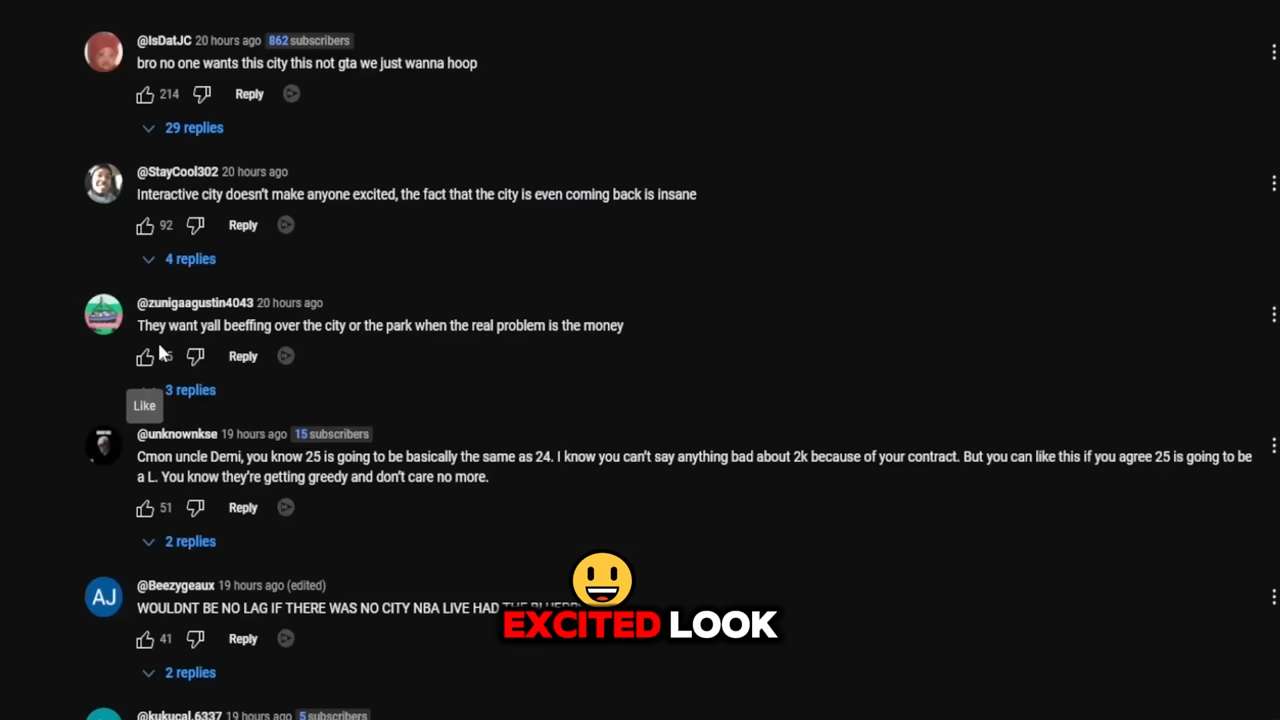 @IsDatJC 20 hours ago 862 subscribers
bro no one wants this city this not gta we just wanna hoop
214 Reply
29 replies
@StayCool302 20 hours ago
Interactive city doesn't make anyone excited, the fact that the city is even coming back is insane
92 Reply
4 replies
@zunigaagustin4043 20 hours ago
They want yall beeffing over the city or the park when the real problem is the money
Reply
3 replies
Like
@unknownkse 19 hours ago 15 subscribers
Cmon uncle Demi, you know 25 is going to be basically the same as 24. I know you can't say anything bad about 2k because of your contract. But you can like this if you agree 25 is going to be
a L. You know they're getting greedy and don't care no more.
51 Reply
2 replies
AJ
@Beezygeaux 19 hours ago (edited)
WOULDNT BE NO LAG IF THERE WAS NO CITY NBA LIVE HAD THE
EXCITED LOOK
41 Reply
2 replies
@kukucal.6337 19 hours ago 5 subscribers